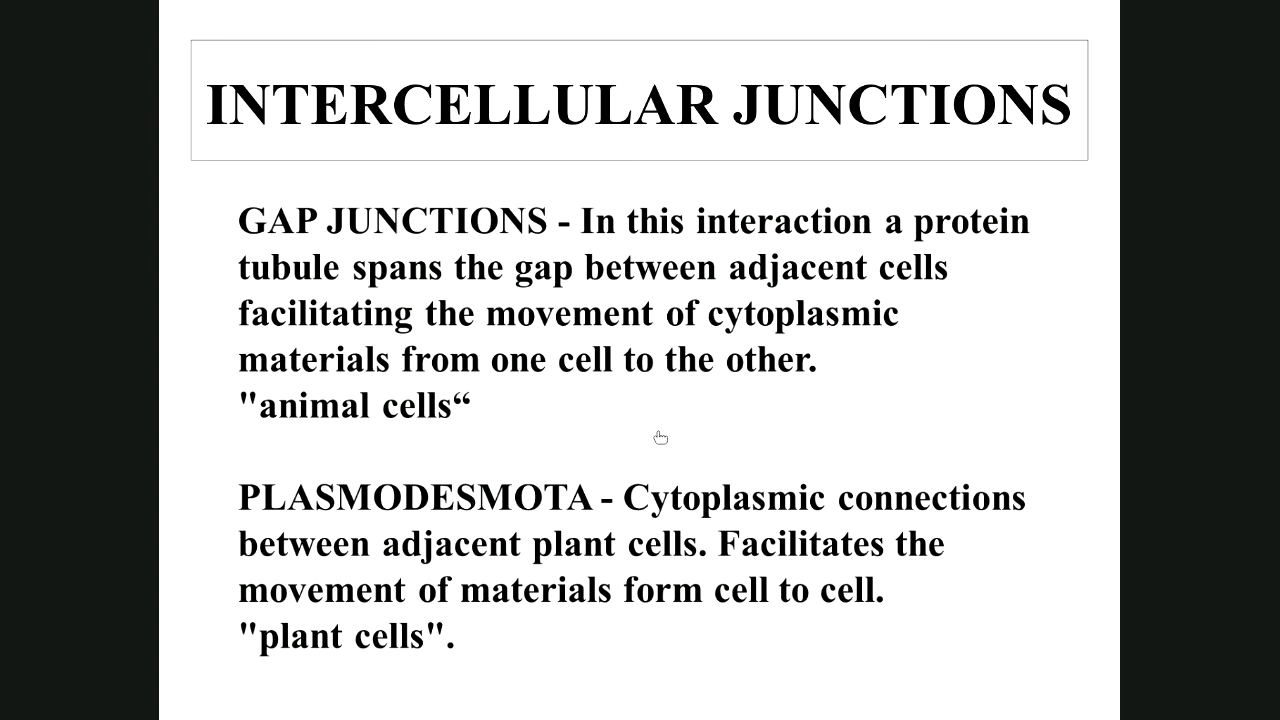 INTERCELLULAR JUNCTIONS
GAP JUNCTIONS - In this interaction a protein
tubule spans the gap between adjacent cells
facilitating the movement of cytoplasmic
materials from one cell to the other.
"animal cells“
PLASMODESMOTA - Cytoplasmic connections
between adjacent plant cells. Facilitates the
movement of materials form cell to cell.
"plant cells".